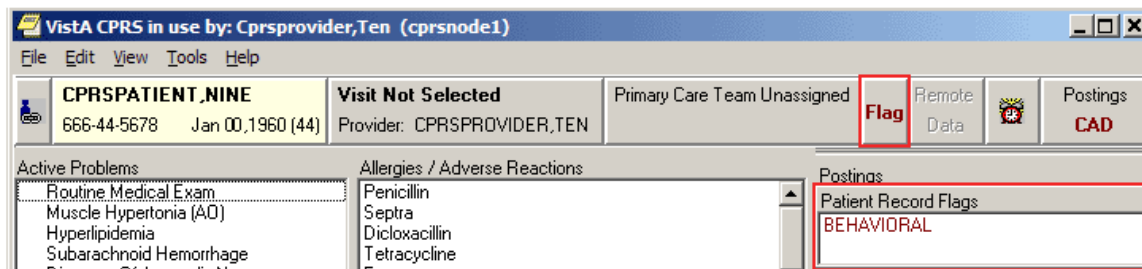 VistA CPRS in use by: Cprsprovider,Ten (cprsnode1)
File Edit View Tools Help
CPRSPATIENT,NINE
666-44-5678 Jan 00,1960 (44)
Visit Not Selected
Provider: CPRSPROVIDER,TEN
Primary Care Team Unassigned
Flag
Remote
Data
Postings
CAD
Active Problems
Routine Medical Exam
Muscle Hypertonia (AO)
Hyperlipidemia
Subarachnoid Hemorrhage
Allergies / Adverse Reactions
Penicillin
Septra
Dicloxacillin
Tetracycline
Postings
Patient Record Flags
BEHAVIORAL